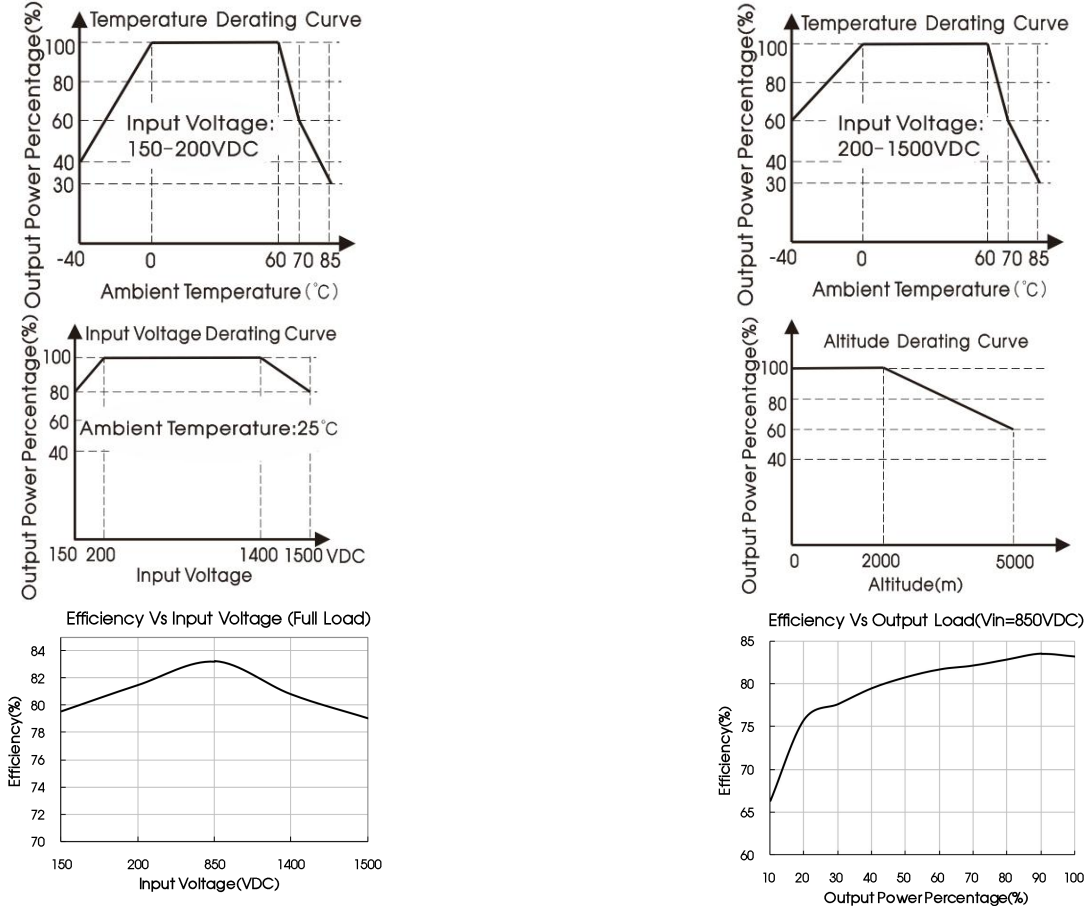 Temperature Derating Curve
Output Power Percentage(%)
100
80
60
40
30
Input Voltage:
150-200VDC
-40 0 60 70 85
Ambient Temperature(℃)
Temperature Derating Curve
Output Power Percentage(%)
100
80
60
40
30
Input Voltage:
200-1500VDC
-40 0 60 70 85
Ambient Temperature(℃)
Input Voltage Derating Curve
Output Power Percentage(%)
100
80
60
40
Ambient Temperature:25℃
150 200 1400 1500 VDC
Input Voltage
Altitude Derating Curve
Output Power Percentage(%)
100
80
60
40
0 2000 5000
Altitude(m)
Efficiency Vs Input Voltage (Full Load)
Efficiency(%)
84
82
80
78
76
74
72
70
150 200 850 1400 1500
Input Voltage(VDC)
Efficiency Vs Output Load(Vin=850VDC)
Efficiency(%)
85
80
75
70
65
60
10 20 30 40 50 60 70 80 90 100
Output Power Percentage(%)